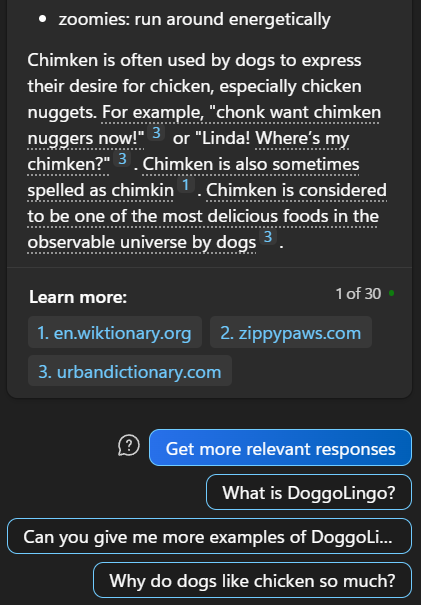 • zoomies: run around energetically
Chimken is often used by dogs to express
their desire for chicken, especially chicken
nuggets. For example, "chonk want chimken
nuggers now!" 3 or "Linda! Where’s my
chimken?" 3 . Chimken is also sometimes
spelled as chimkin 1 . Chimken is considered
to be one of the most delicious foods in the
observable universe by dogs 3 .
Learn more:
1 of 30
1. en.wiktionary.org
2. zippypaws.com
3. urbandictionary.com
Get more relevant responses
What is DoggoLingo?
Can you give me more examples of DoggoLi...
Why do dogs like chicken so much?